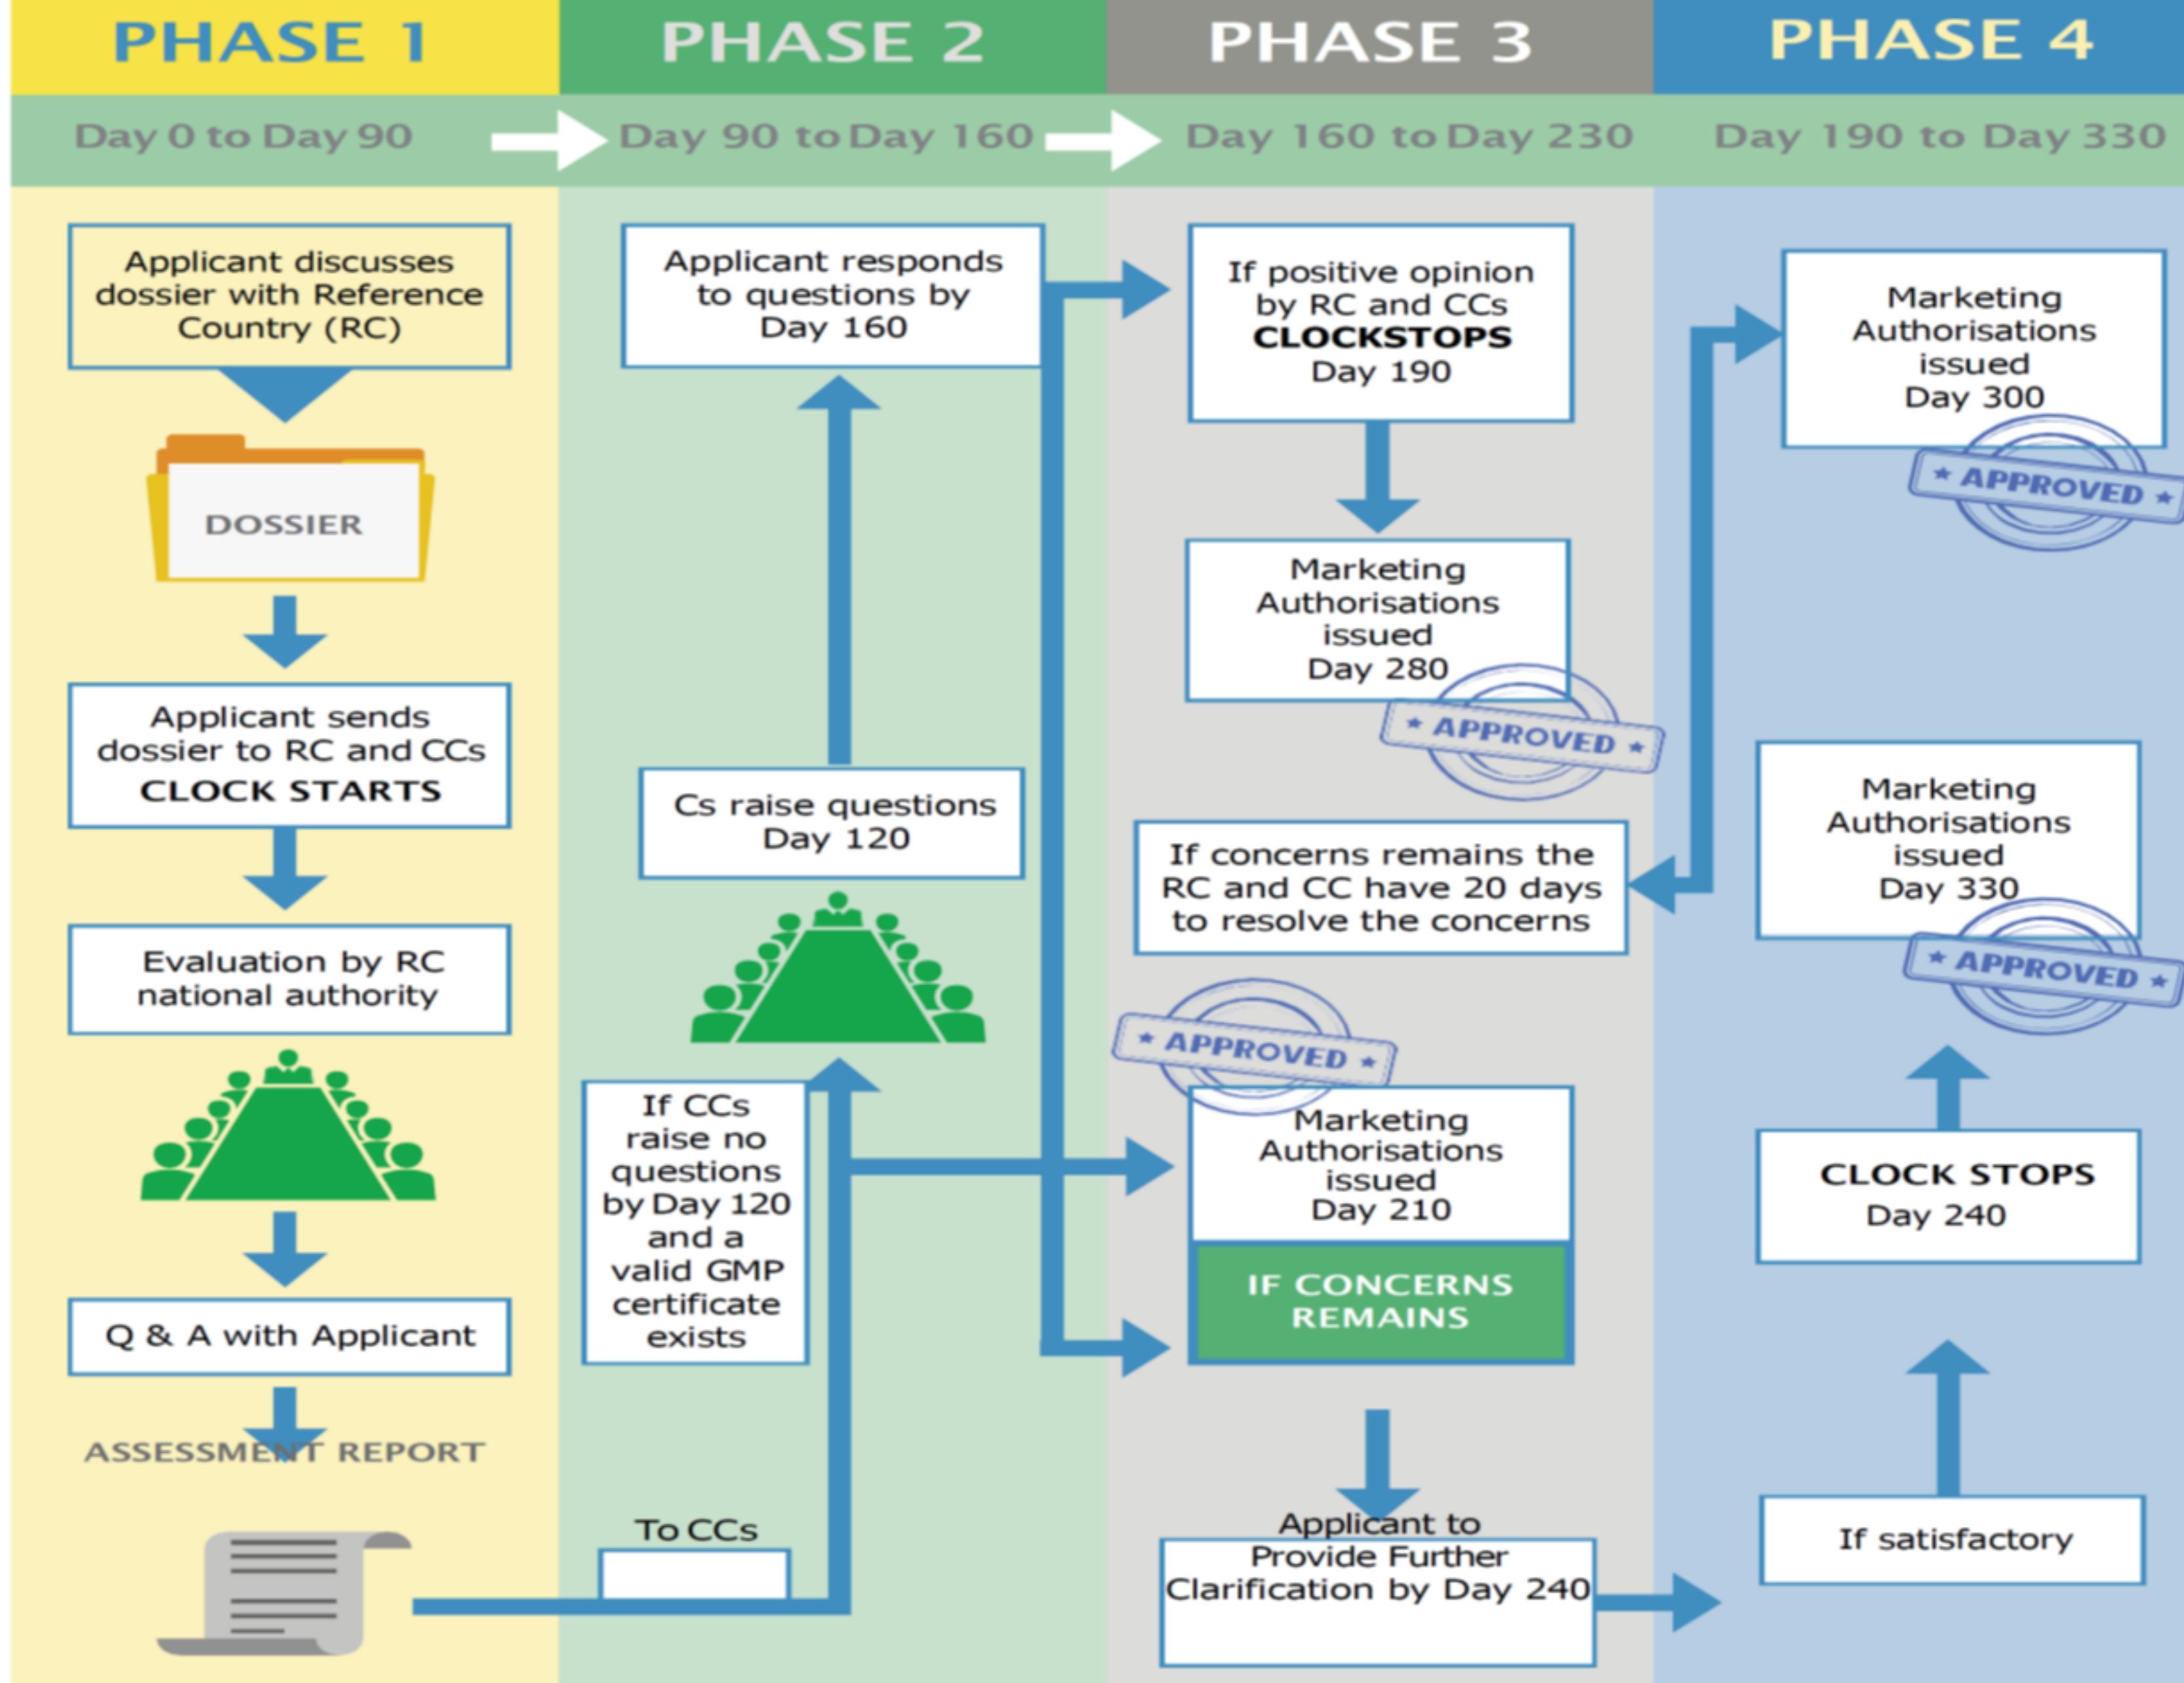 PHASE 1
PHASE 2
PHASE 3
PHASE 4
Day 0 to Day 90
Day 90 to Day 160
Day 160 to Day 230
Day 190 to Day 330
Applicant discusses
dossier with Reference
Country (RC)
DOSSIER
Applicant sends
dossier to RC and CCs
CLOCK STARTS
Evaluation by RC
national authority
Q & A with Applicant
ASSESSMENT REPORT
Applicant responds
to questions by
Day 160
Cs raise questions
Day 120
If CCs
raise no
questions
by Day 120
and a
valid GMP
certificate
exists
To CCs
If positive opinion
by RC and CCs
CLOCKSTOPS
Day 190
Marketing
Authorisations
issued
Day 280
APPROVED
If concerns remains the
RC and CC have 20 days
to resolve the concerns
APPROVED
Marketing
Authorisations
issued
Day 210
IF CONCERNS
REMAINS
Applicant to
Provide Further
Clarification by Day 240
Marketing
Authorisations
issued
Day 300
APPROVED
Marketing
Authorisations
issued
Day 330
APPROVED
CLOCK STOPS
Day 240
If satisfactory